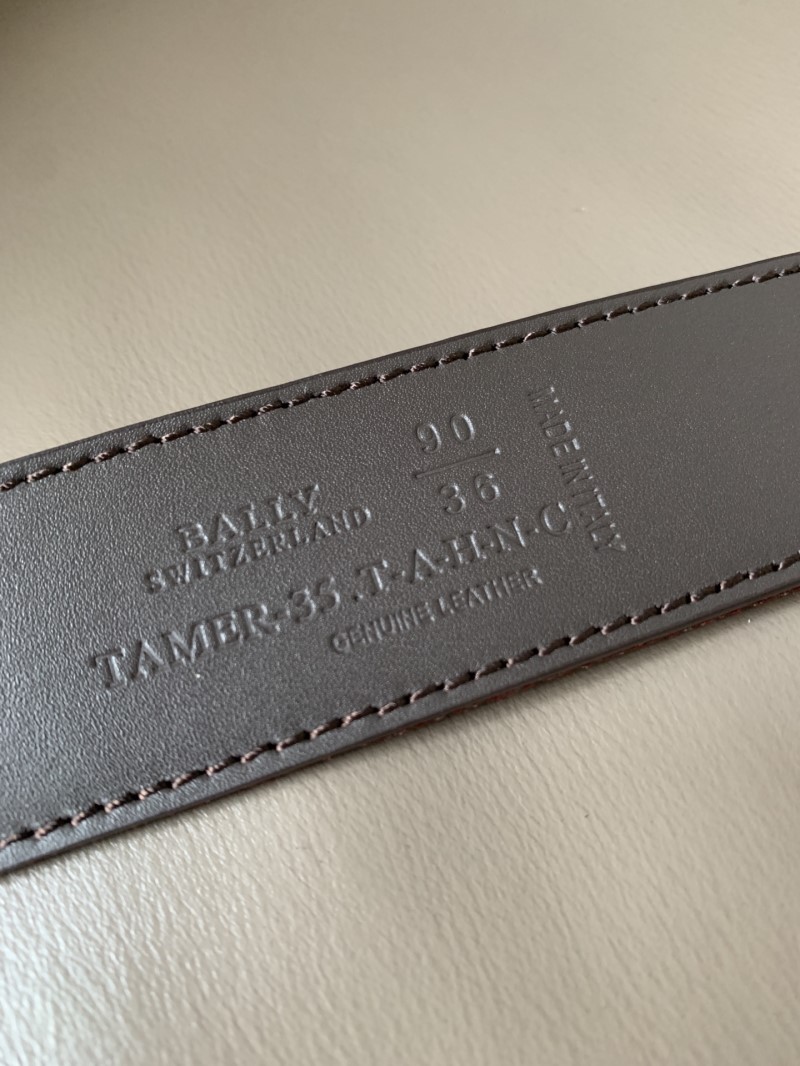 BALLY
SWITZERLAND
90
36
MADE IN ITALY
TAMER-35.T-A-H-N-C
GENUINE LEATHER